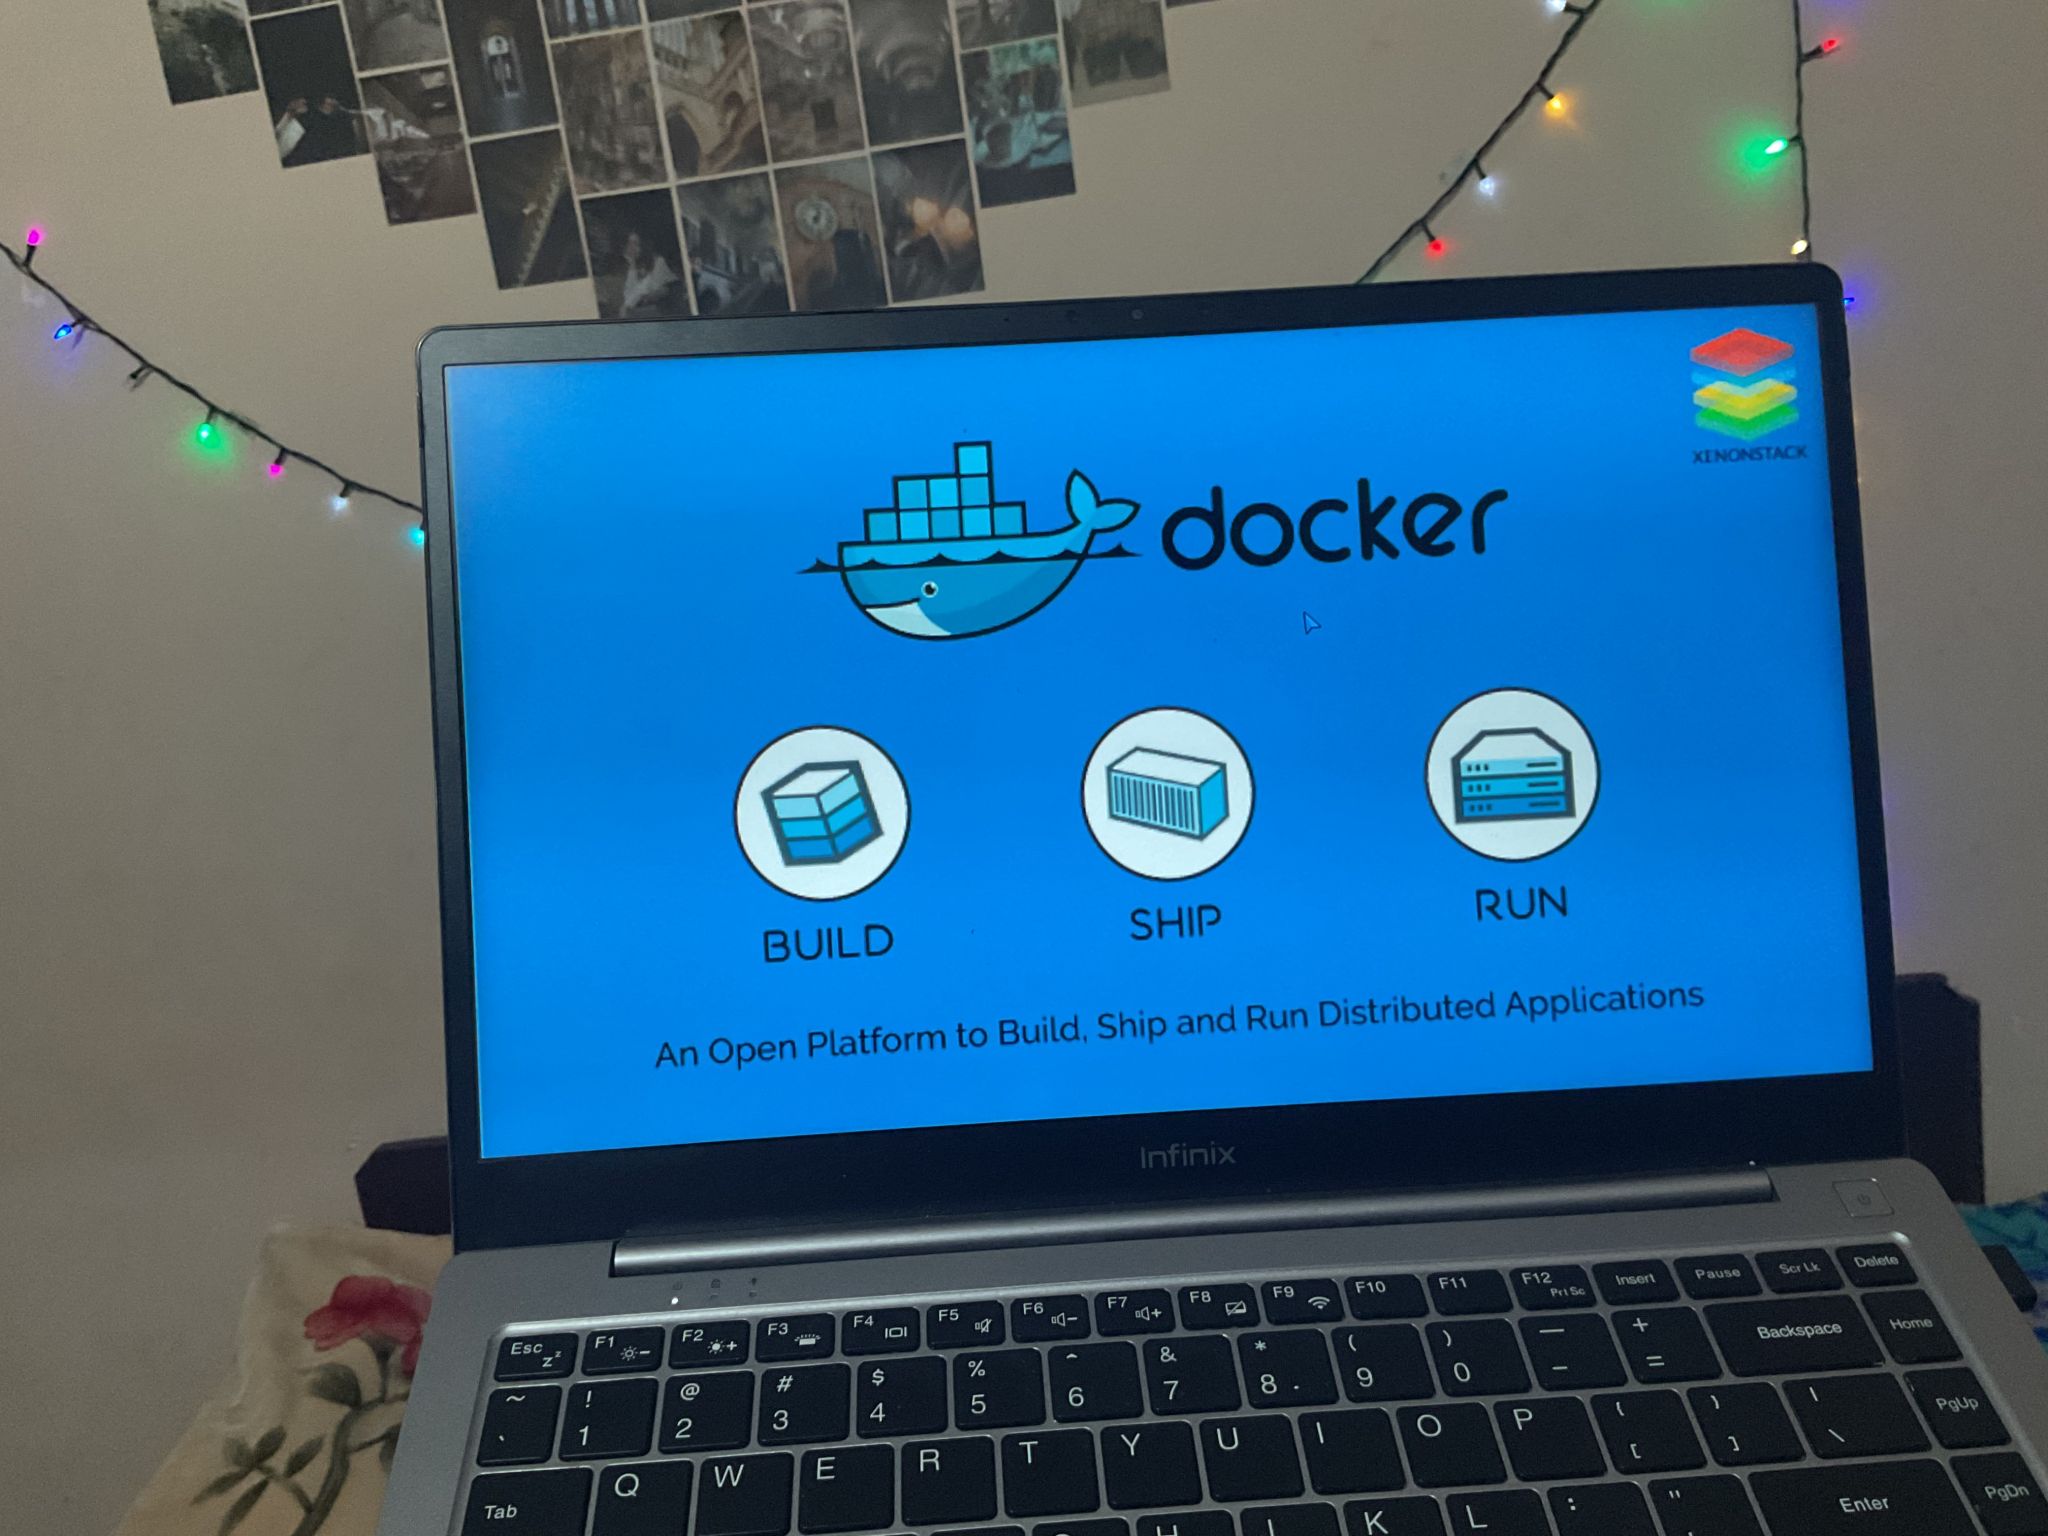 XENONSTACK
docker
BUILD
SHIP
RUN
An Open Platform to Build, Ship and Run Distributed Applications
Infinix
Esc F1 F2 F3 F4 F5 F6 F7 F8 F9 F10 F11 F12 Prt Sc Insert Pause Scr Lk Delete
~ ! @ # $ % ^ & * ( ) — +
` 1 2 3 4 5 6 7 8 9 0 - = Backspace Home
Tab Q W E R T Y U I O P [ ] \ PgUp
K L : " Enter PgDn